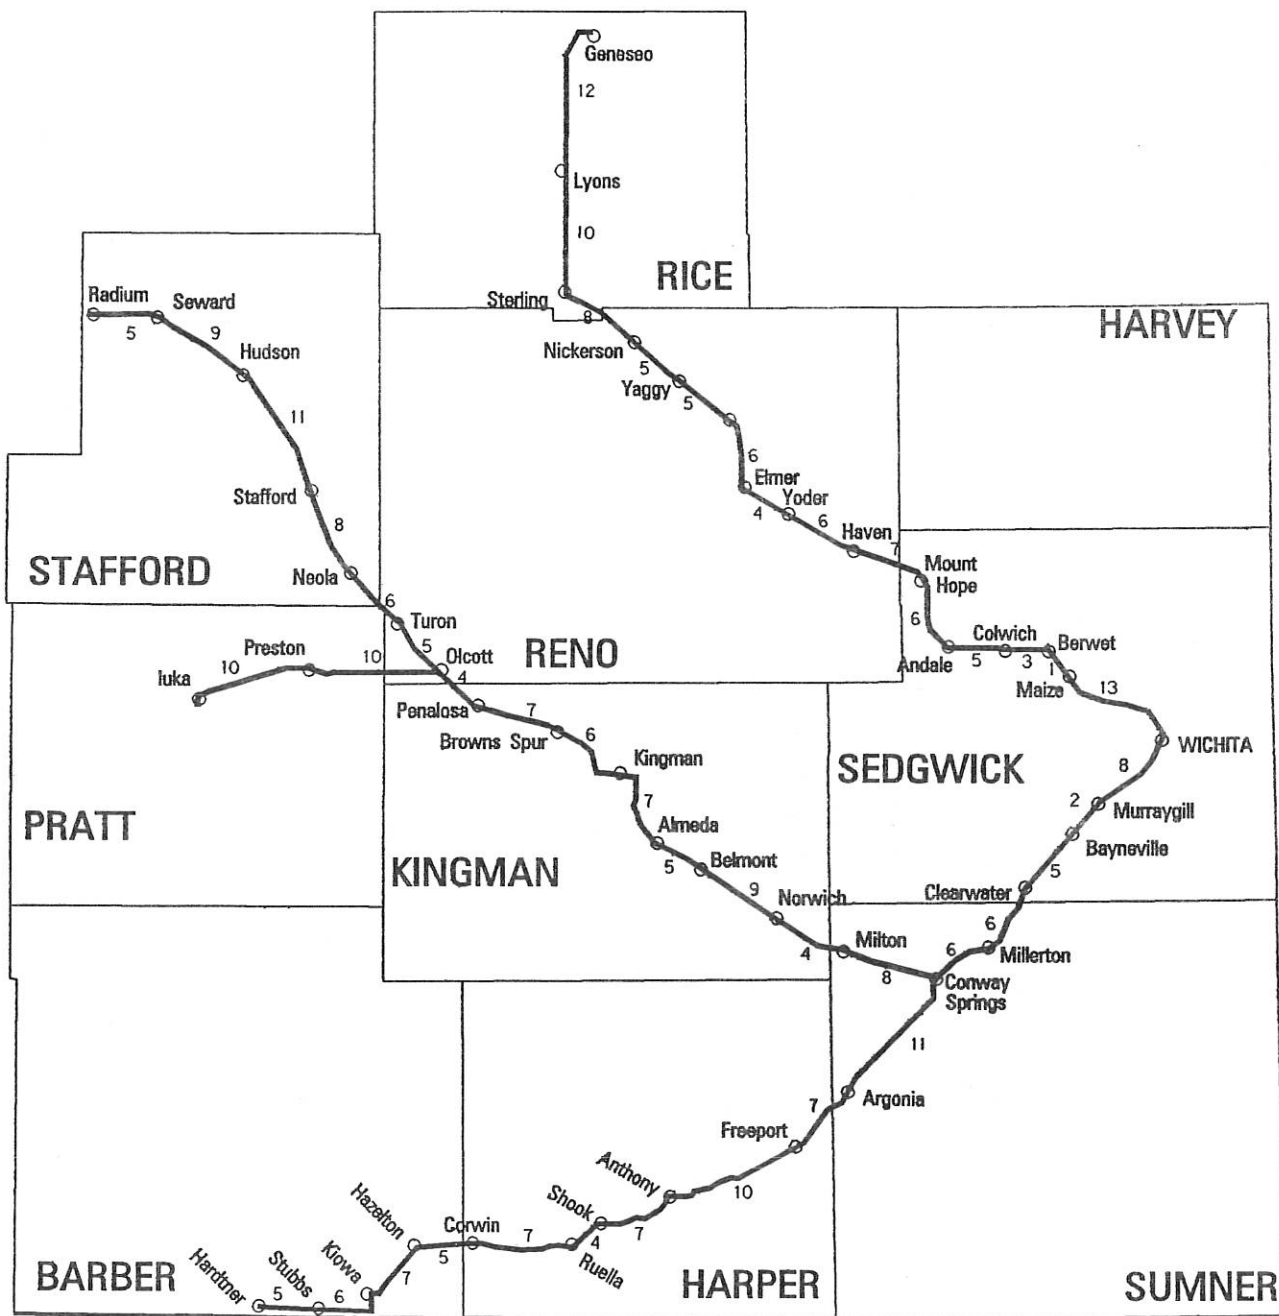 Geneseo
12
Lyons
10
RICE
Sterling
8
Nickerson
5
Yaggy
5
6
Elmer
4
Yoder
6
Haven
7
Mount
Hope
6
Andale
5
Colwich
3
Berwet
1
Maize
13
WICHITA
HARVEY
Radium
5
Seward
9
Hudson
11
Stafford
8
STAFFORD
Neola
6
Turon
5
Olcott
RENO
Iuka
10
Preston
10
4
Penalosa
7
Browns Spur
6
Kingman
7
Almeda
5
Belmont
9
Norwich
4
Milton
8
PRATT
KINGMAN
SEDGWICK
8
2
Murraygill
Bayneville
5
Clearwater
6
Millerton
6
Conway
Springs
11
Argonia
7
Freeport
10
Anthony
7
Shook
4
Ruella
7
Corwin
5
Hazelton
7
Kiowa
6
Stubbs
5
Hardtner
BARBER
HARPER
SUMNER